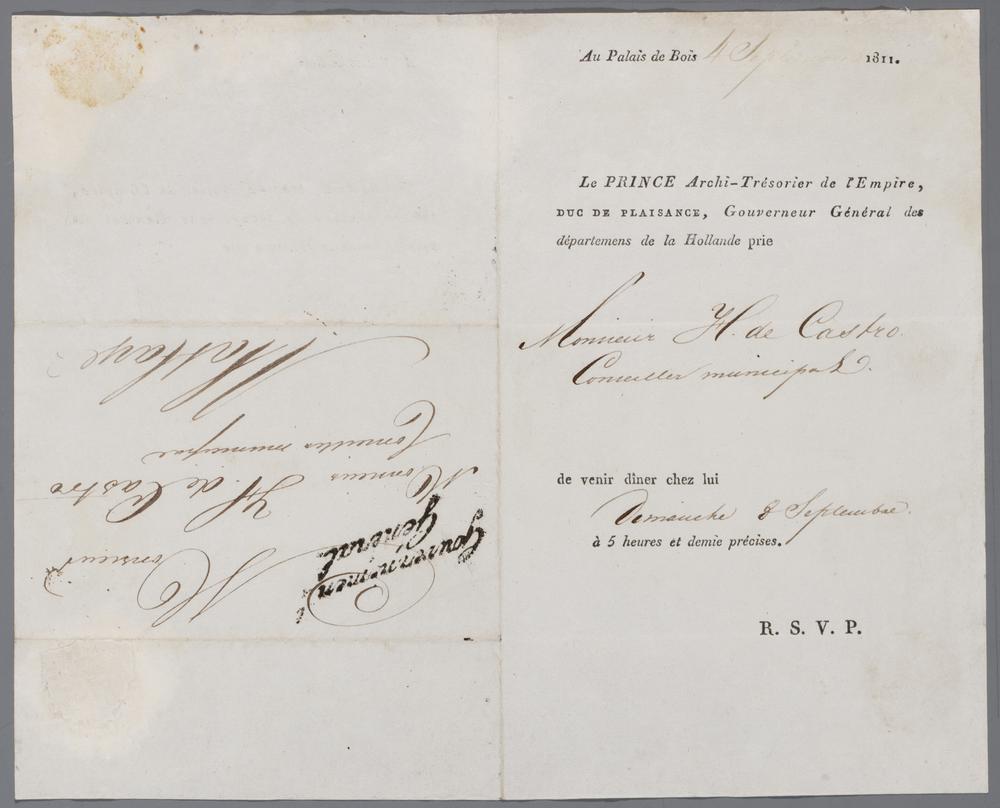 Au Palais de Bois 4 Septembre 1811.
Le PRINCE Archi-Trésorier de l'Empire,
DUC DE PLAISANCE, Gouverneur Général des
départemens de la Hollande prie
Monsieur H. de Castro.
Conseiller municipal.
de venir dîner chez lui
Dimanche 8 Septembre.
à 5 heures et demie précises.
R. S. V. P.
Gouvernement
General.
Monsieur
Monsieur H. de Castro
Conseiller municipal